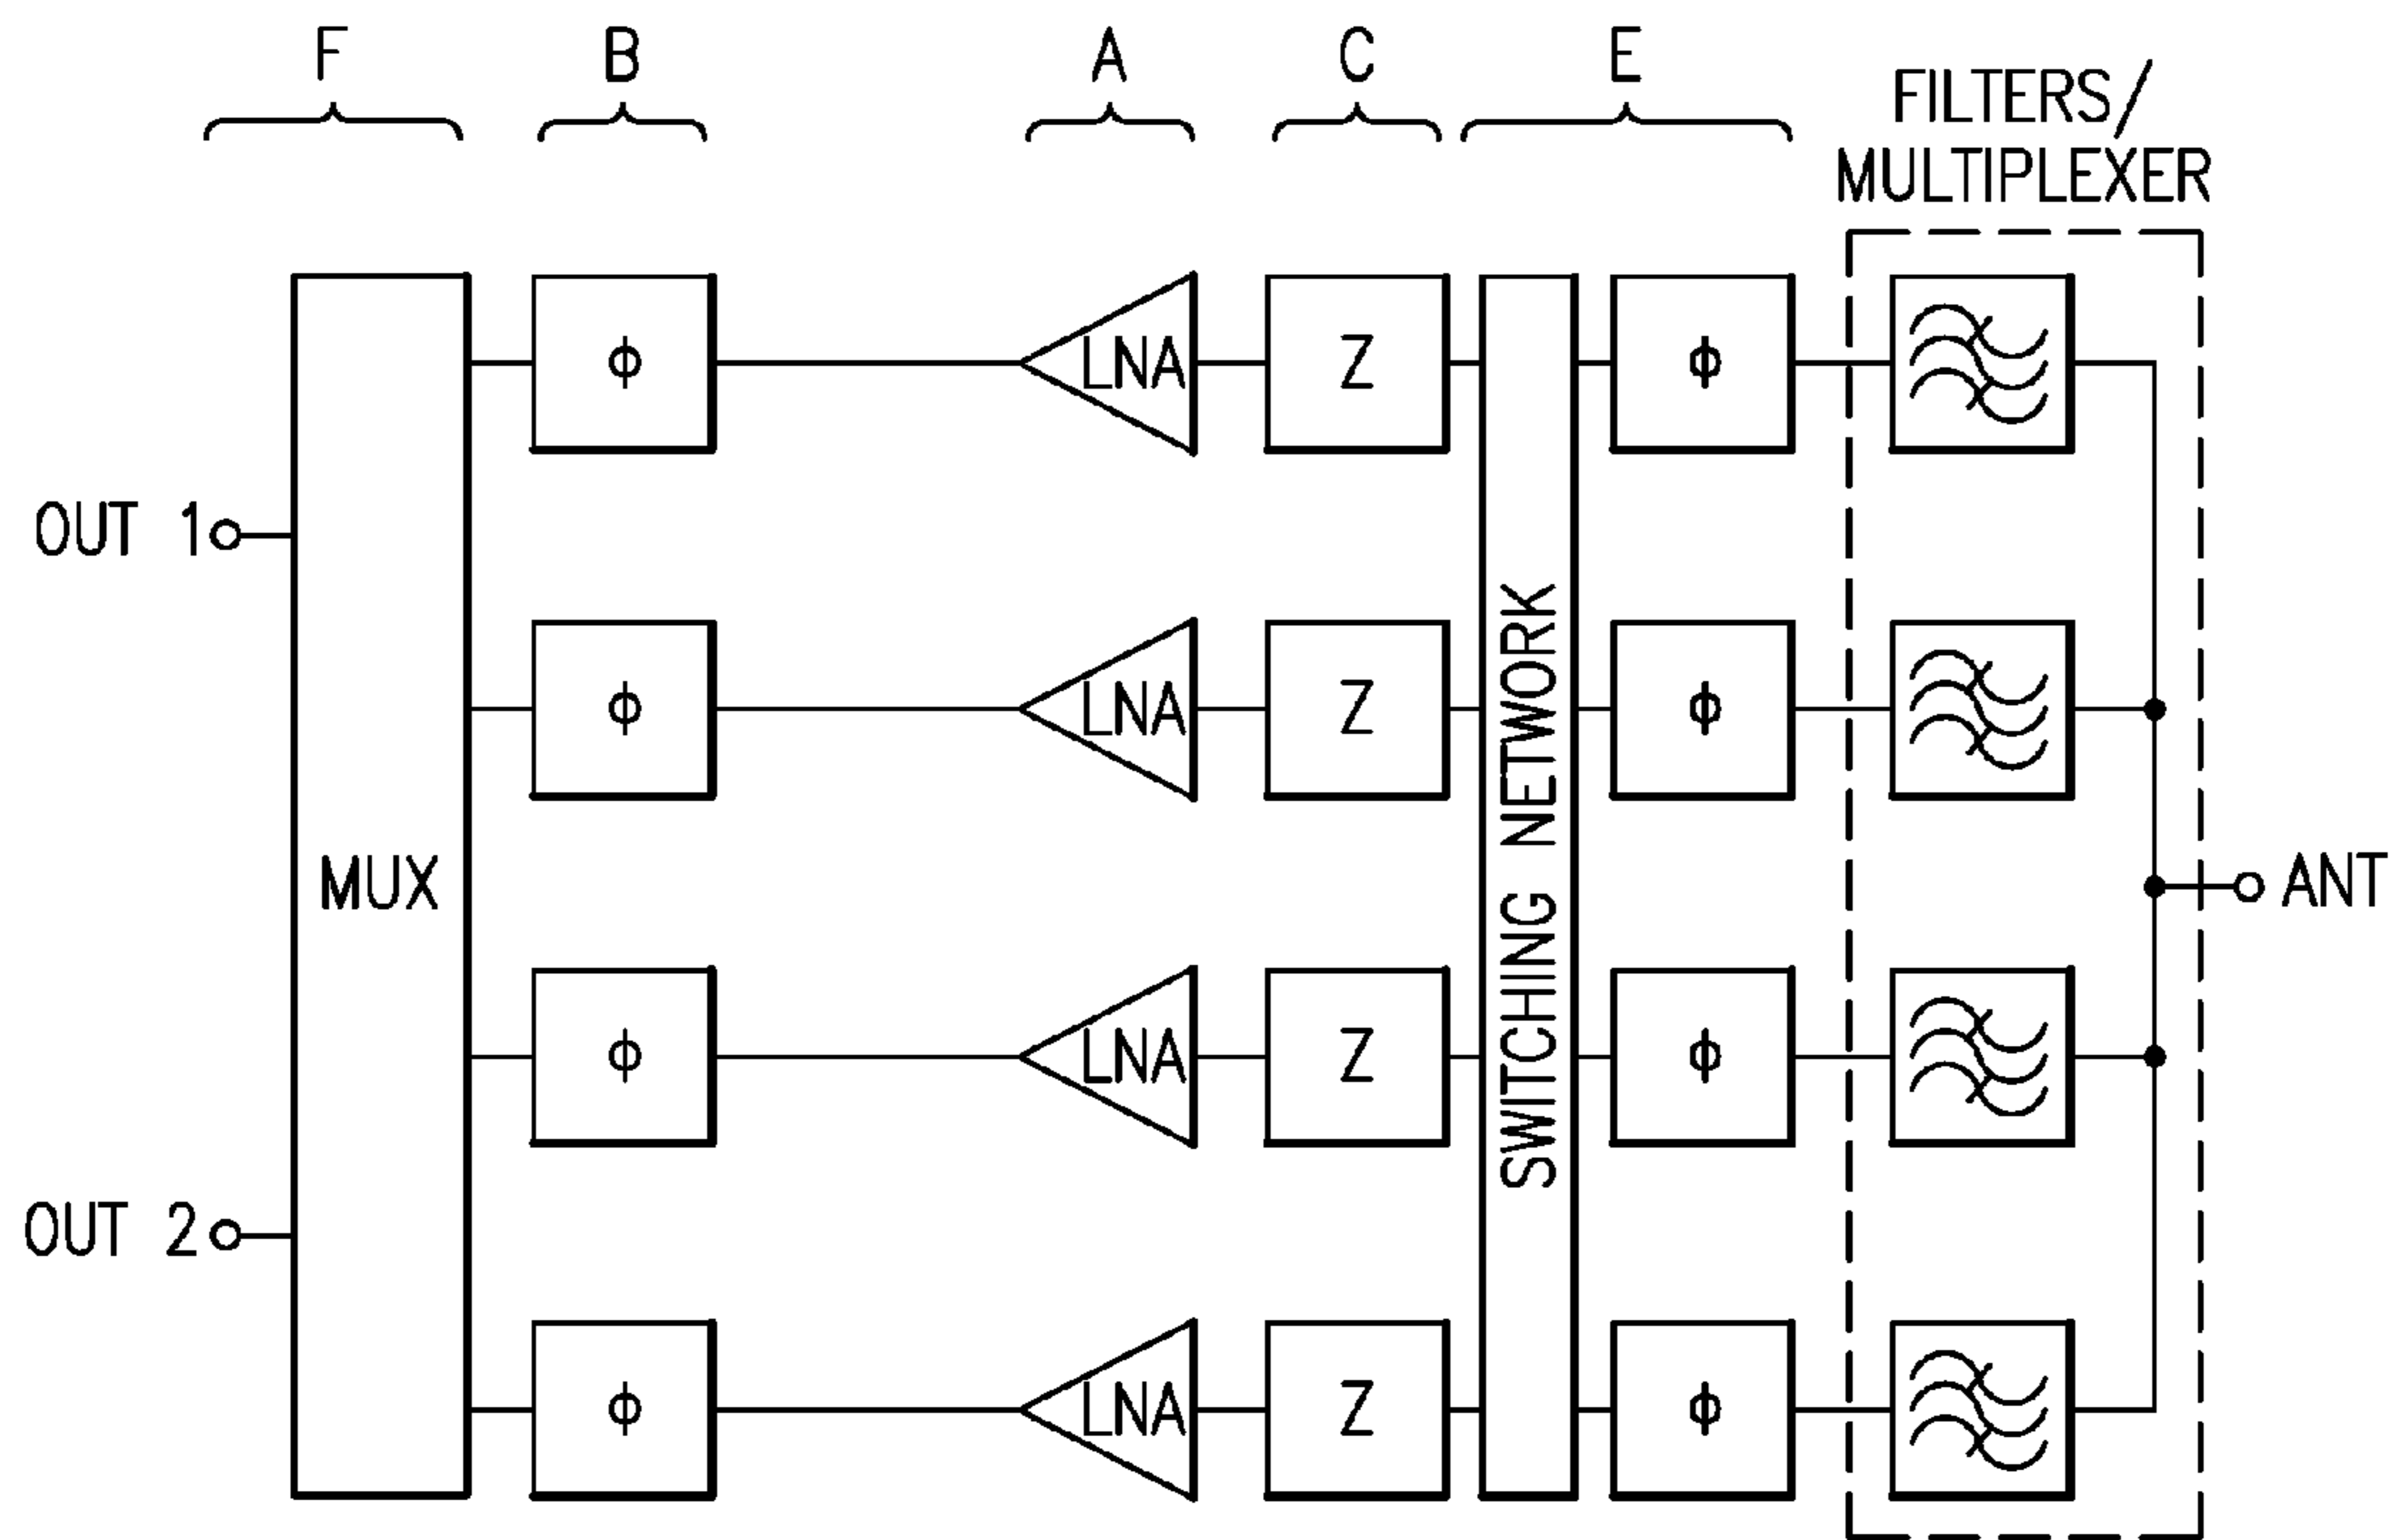 F B A C E
FILTERS/
MULTIPLEXER
Φ LNA Z Φ
OUT 1
Φ LNA Z Φ
SWITCHING NETWORK
MUX
ANT
Φ LNA Z Φ
OUT 2
Φ LNA Z Φ